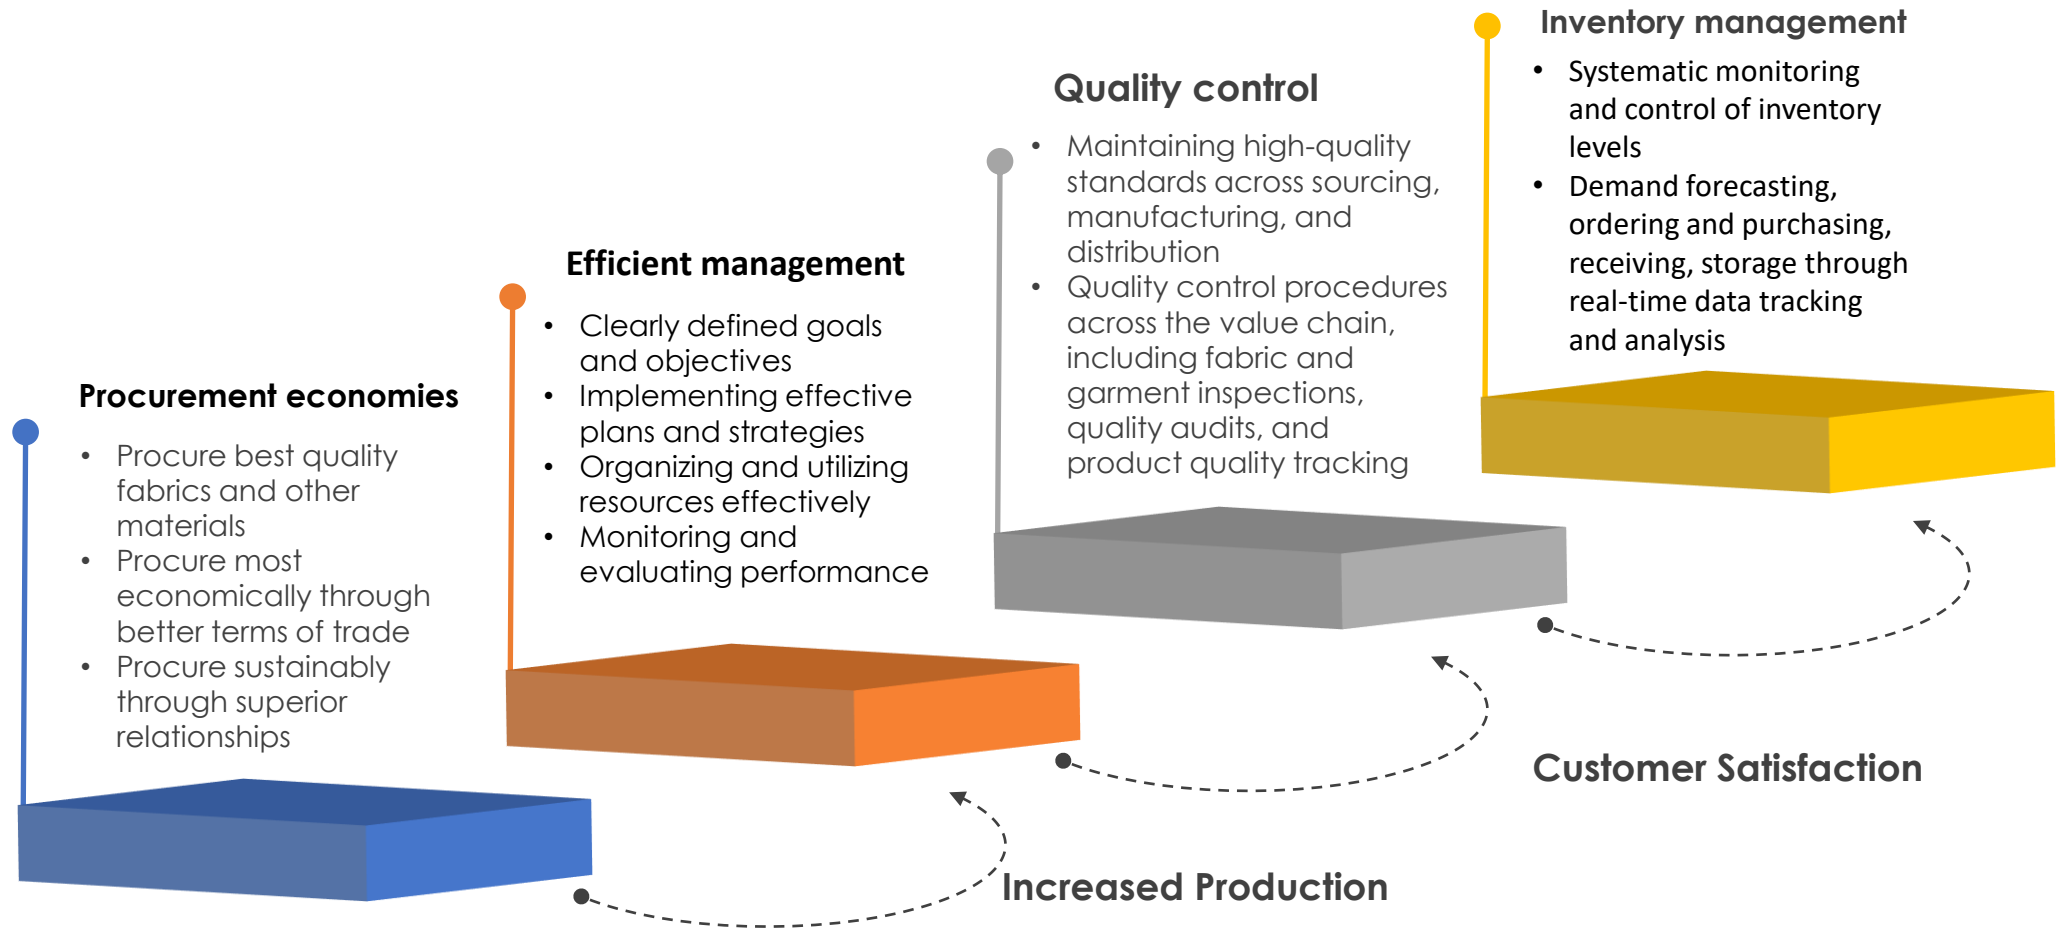 Procurement economies
• Procure best quality
fabrics and other
materials
• Procure most
economically through
better terms of trade
• Procure sustainably
through superior
relationships
Efficient management
• Clearly defined goals
and objectives
• Implementing effective
plans and strategies
• Organizing and utilizing
resources effectively
• Monitoring and
evaluating performance
Quality control
• Maintaining high-quality
standards across sourcing,
manufacturing, and
distribution
• Quality control procedures
across the value chain,
including fabric and
garment inspections,
quality audits, and
product quality tracking
Inventory management
• Systematic monitoring
and control of inventory
levels
• Demand forecasting,
ordering and purchasing,
receiving, storage through
real-time data tracking
and analysis
Customer Satisfaction
Increased Production